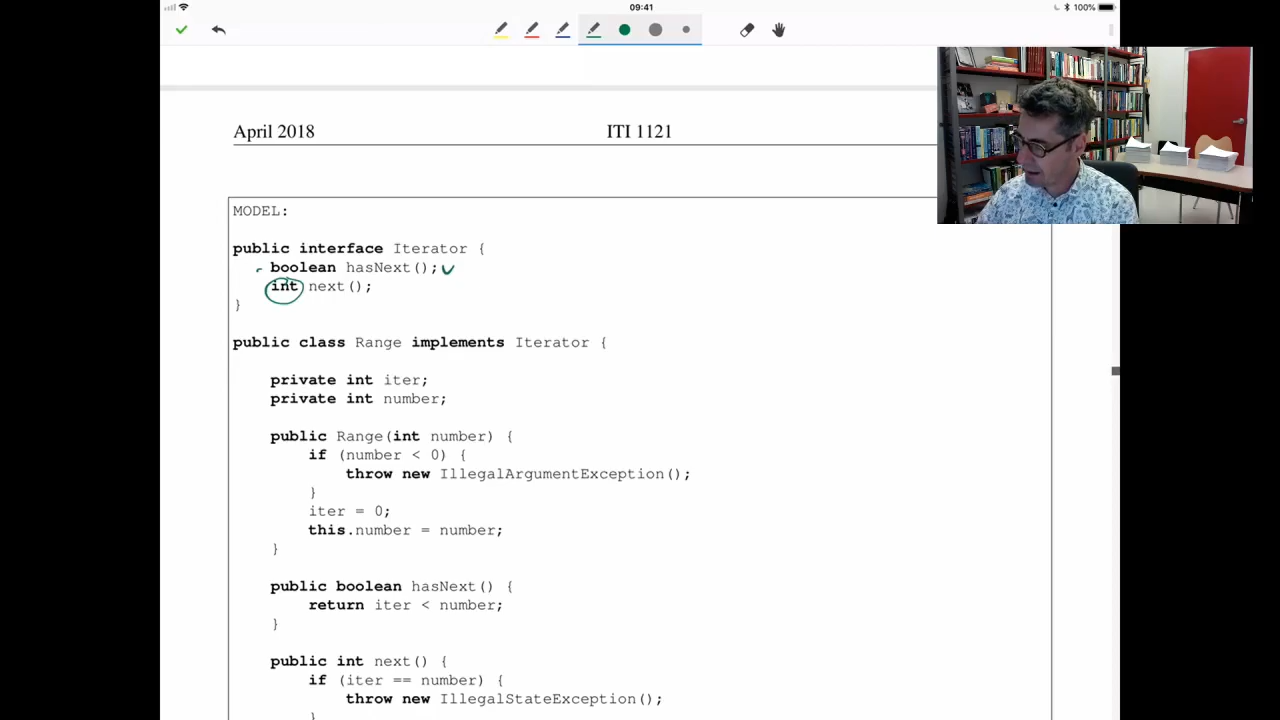 09:41
100%
April 2018 ITI 1121
MODEL:
public interface Iterator {
boolean hasNext();
int next();
}
public class Range implements Iterator {
private int iter;
private int number;
public Range(int number) {
if (number < 0) {
throw new IllegalArgumentException();
}
iter = 0;
this.number = number;
}
public boolean hasNext() {
return iter < number;
}
public int next() {
if (iter == number) {
throw new IllegalStateException();
}